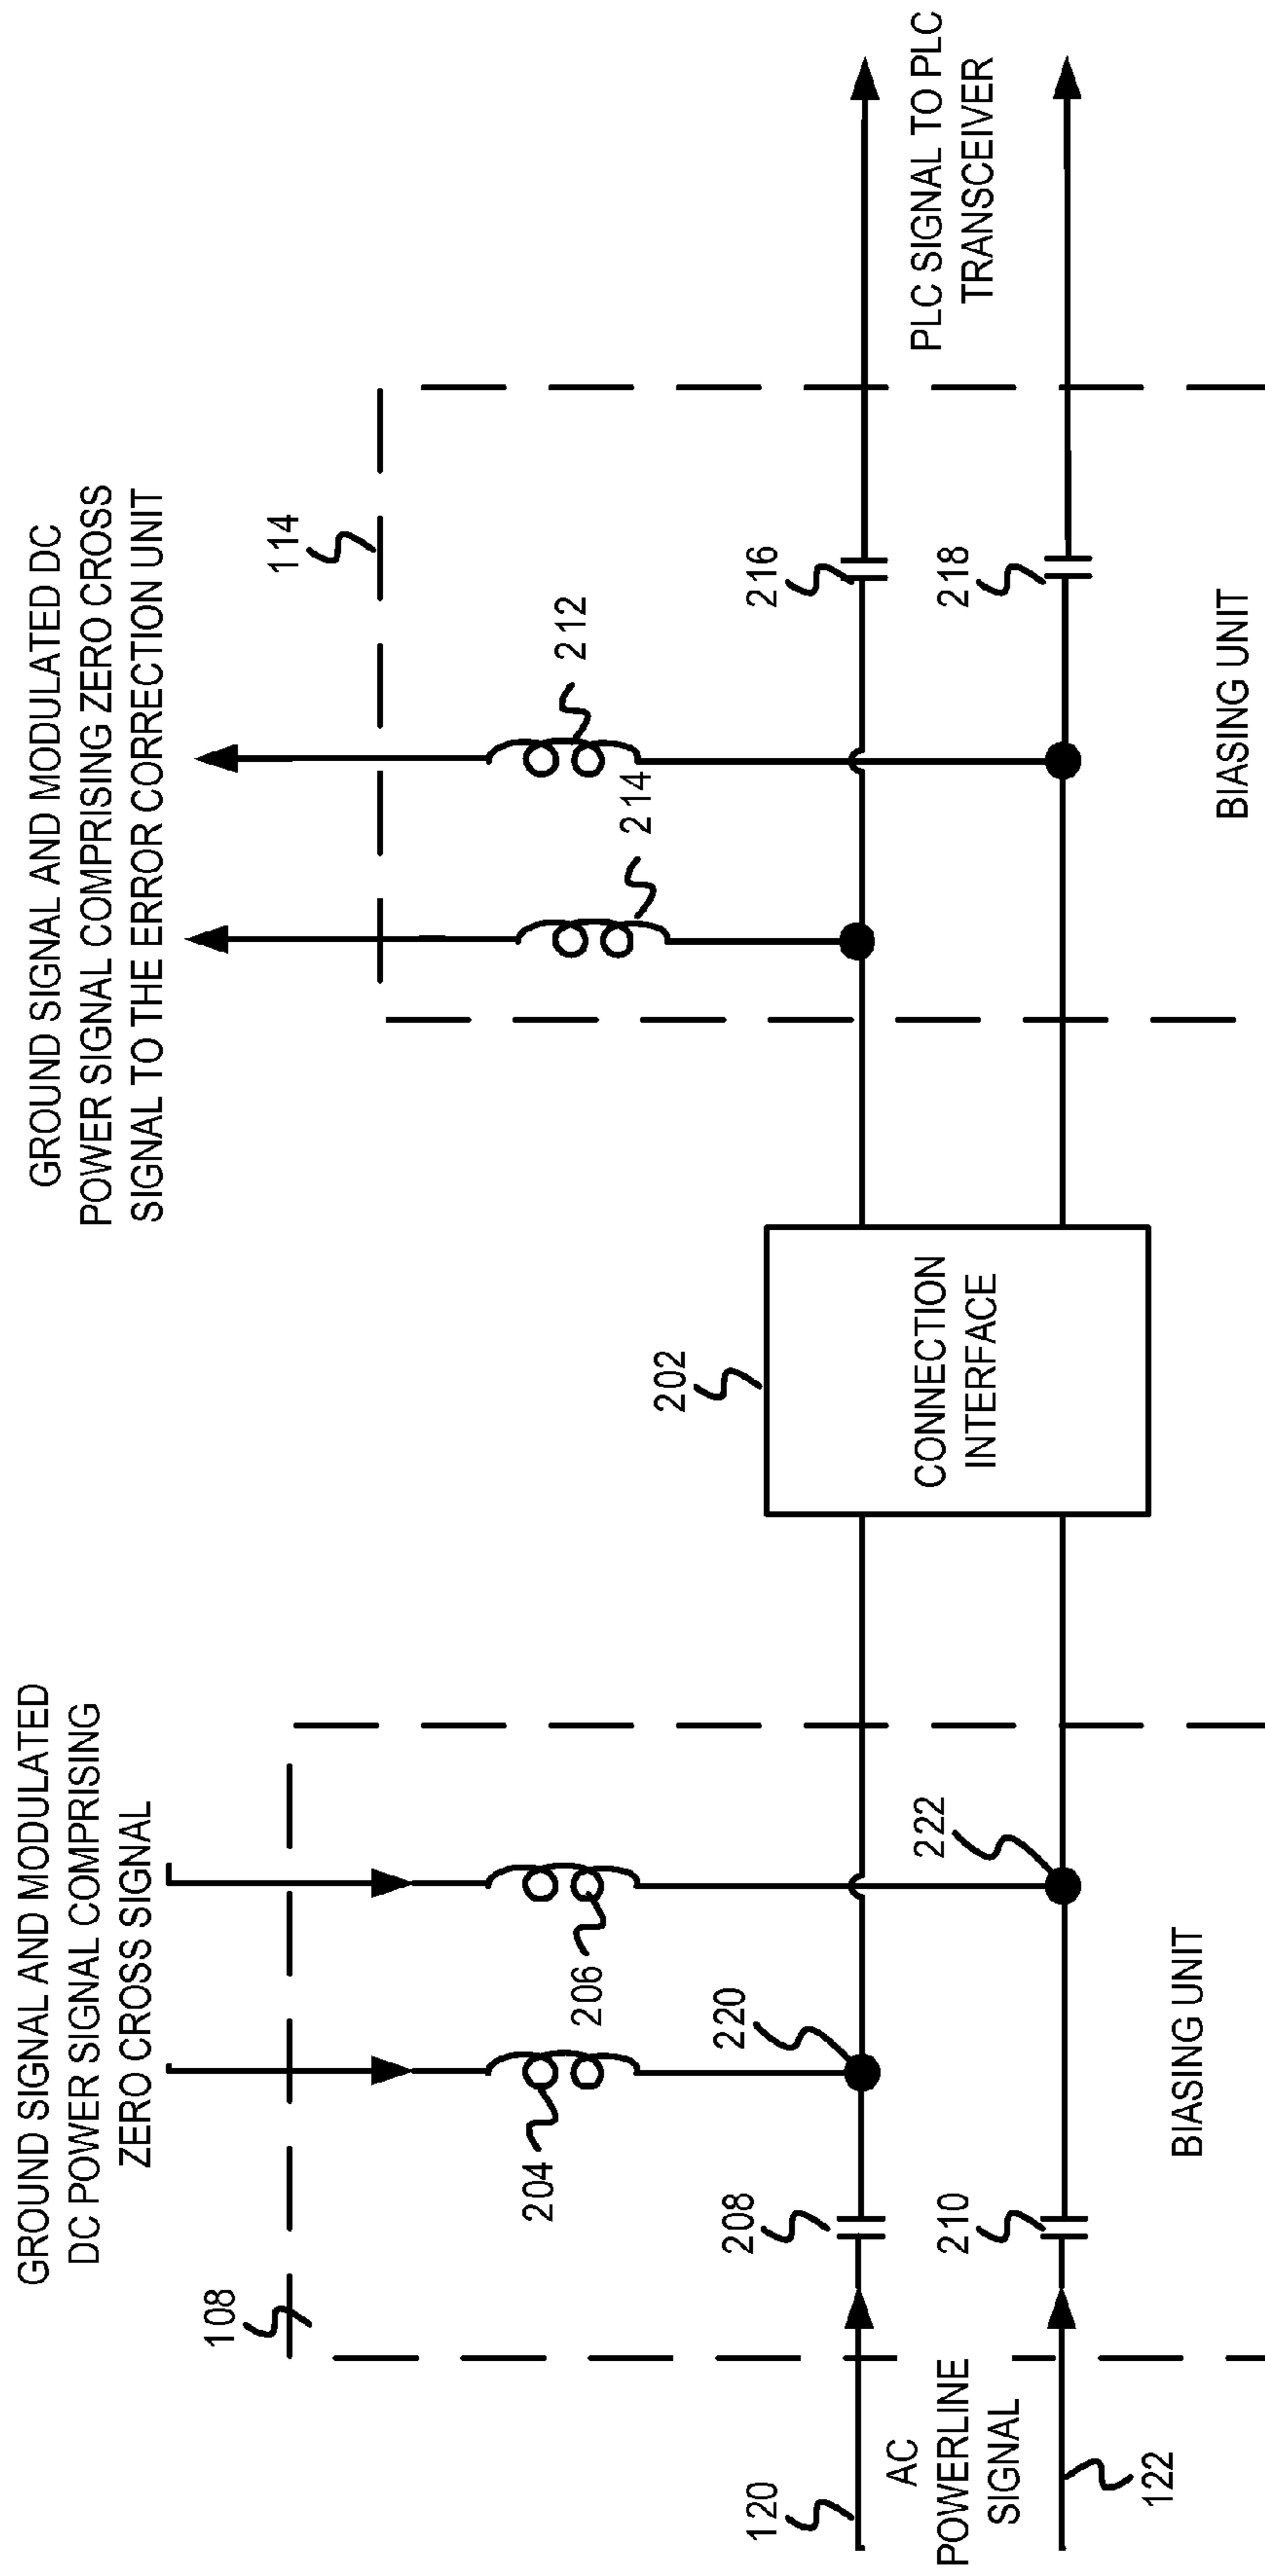 GROUND SIGNAL AND MODULATED
DC POWER SIGNAL COMPRISING
ZERO CROSS SIGNAL
GROUND SIGNAL AND MODULATED DC
POWER SIGNAL COMPRISING ZERO CROSS
SIGNAL TO THE ERROR CORRECTION UNIT
108
114
204
206
212
214
220
222
202
208
210
216
218
120
AC
POWERLINE
SIGNAL
122
CONNECTION
INTERFACE
PLC SIGNAL TO PLC
TRANSCEIVER
BIASING UNIT
BIASING UNIT